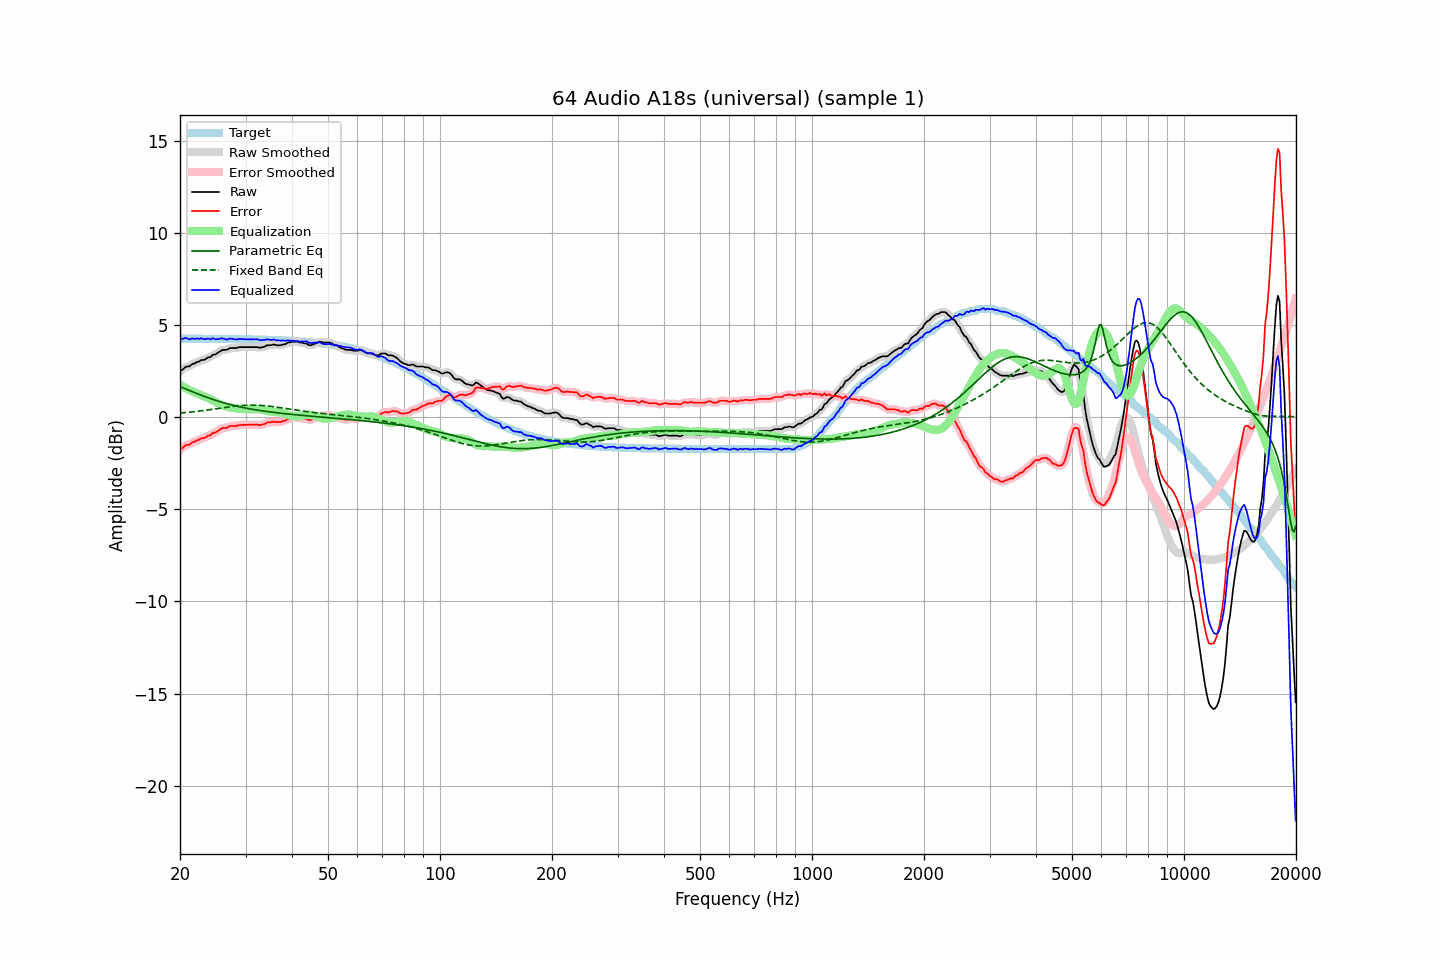 64 Audio A18s (universal) (sample 1)
Target
Raw Smoothed
Error Smoothed
Raw
Error
Equalization
Parametric Eq
Fixed Band Eq
Equalized
15
10
5
0
−5
−10
−15
−20
Amplitude (dBr)
20
50
100
200
500
1000
2000
5000
10000
20000
Frequency (Hz)